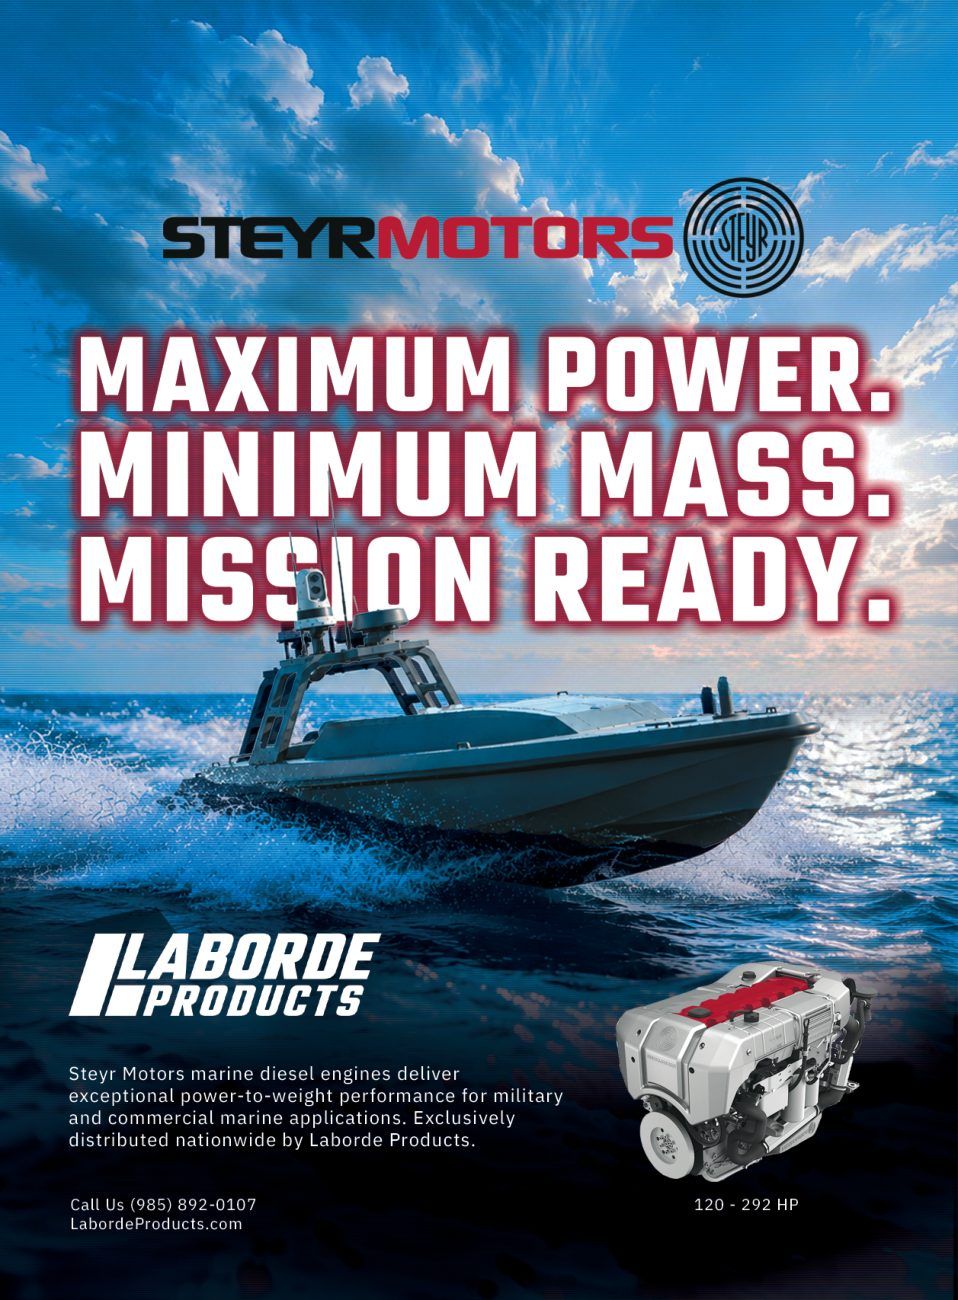 STEYRMOTORS STEYR
MAXIMUM POWER.
MINIMUM MASS.
MISSION READY.
LABORDE
PRODUCTS
Steyr Motors marine diesel engines deliver
exceptional power-to-weight performance for military
and commercial marine applications. Exclusively
distributed nationwide by Laborde Products.
Call Us (985) 892-0107
LabordeProducts.com
120 - 292 HP